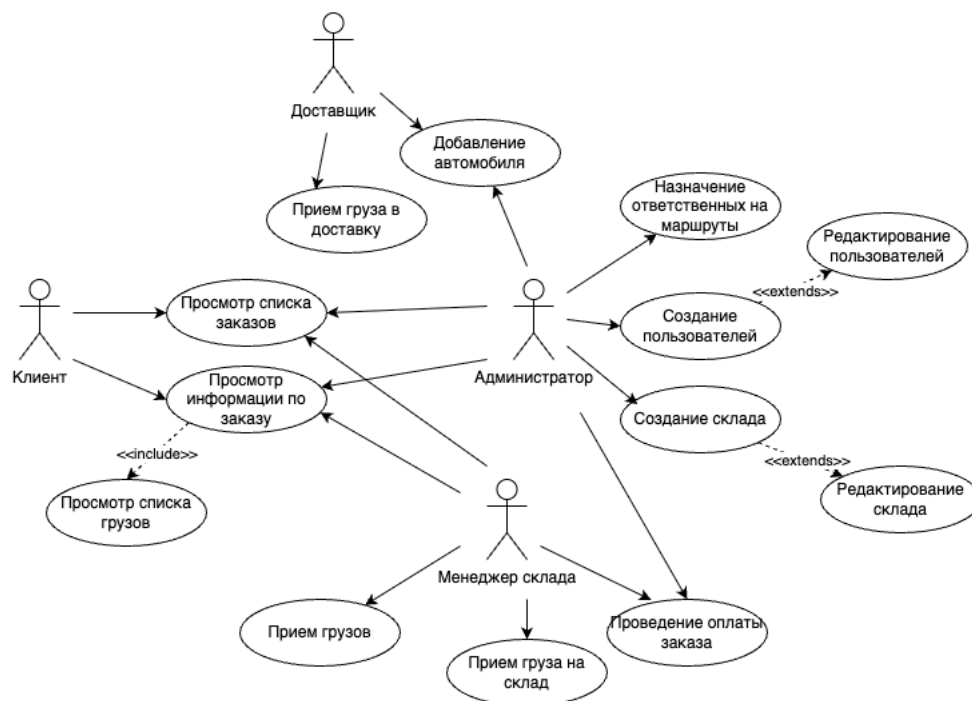 Доставщик
Добавление
автомобиля
Прием груза в
доставку
Назначение
ответственных на
маршруты
Редактирование
пользователей
<<extends>>
Просмотр списка
заказов
Создание
пользователей
Клиент
Просмотр
информации по
заказу
Администратор
Создание склада
<<include>>
<<extends>>
Просмотр списка
грузов
Редактирование
склада
Менеджер склада
Прием грузов
Прием груза на
склад
Проведение оплаты
заказа